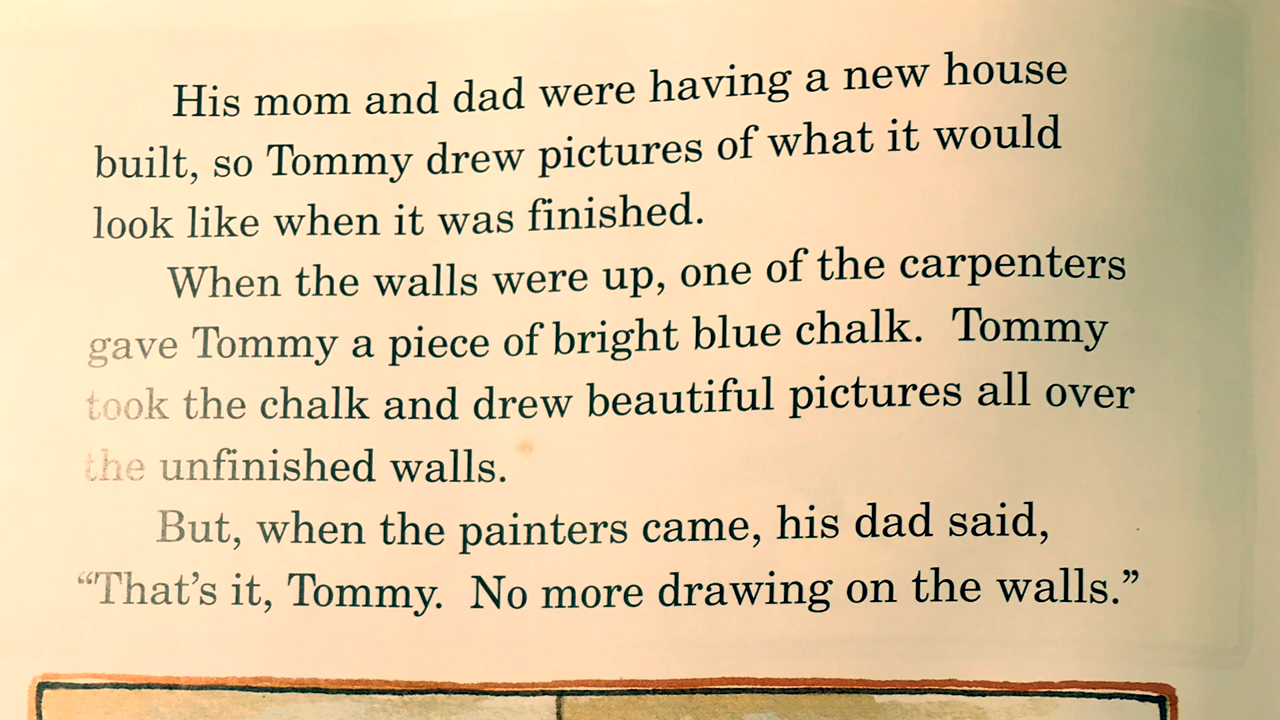 His mom and dad were having a new house
built, so Tommy drew pictures of what it would
look like when it was finished.
When the walls were up, one of the carpenters
gave Tommy a piece of bright blue chalk.  Tommy
took the chalk and drew beautiful pictures all over
the unfinished walls.
But, when the painters came, his dad said,
“That’s it, Tommy.  No more drawing on the walls.”